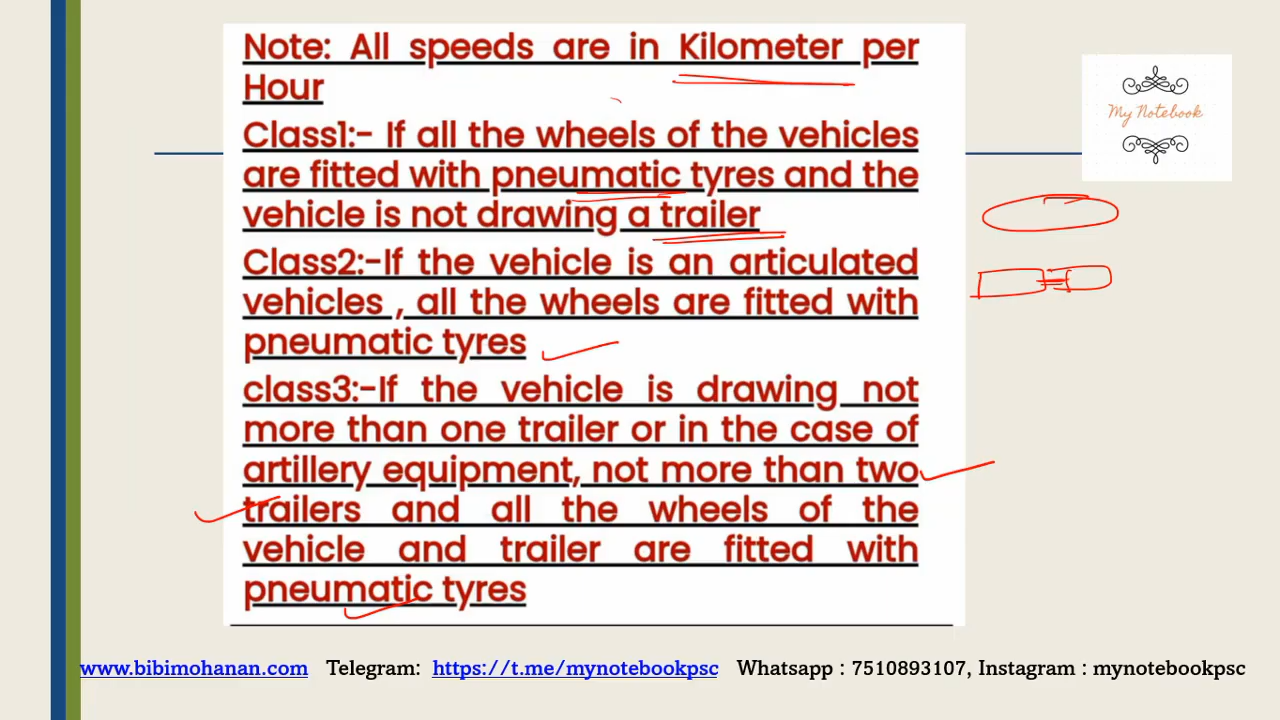 Note: All speeds are in Kilometer per
Hour
Class1:- If all the wheels of the vehicles
are fitted with pneumatic tyres and the
vehicle is not drawing a trailer
Class2:-If the vehicle is an articulated
vehicles , all the wheels are fitted with
pneumatic tyres
class3:-If the vehicle is drawing not
more than one trailer or in the case of
artillery equipment, not more than two
trailers and all the wheels of the
vehicle and trailer are fitted with
pneumatic tyres
My Notebook
www.bibimohanan.com Telegram: https://t.me/mynotebookpsc Whatsapp : 7510893107, Instagram : mynotebookpsc